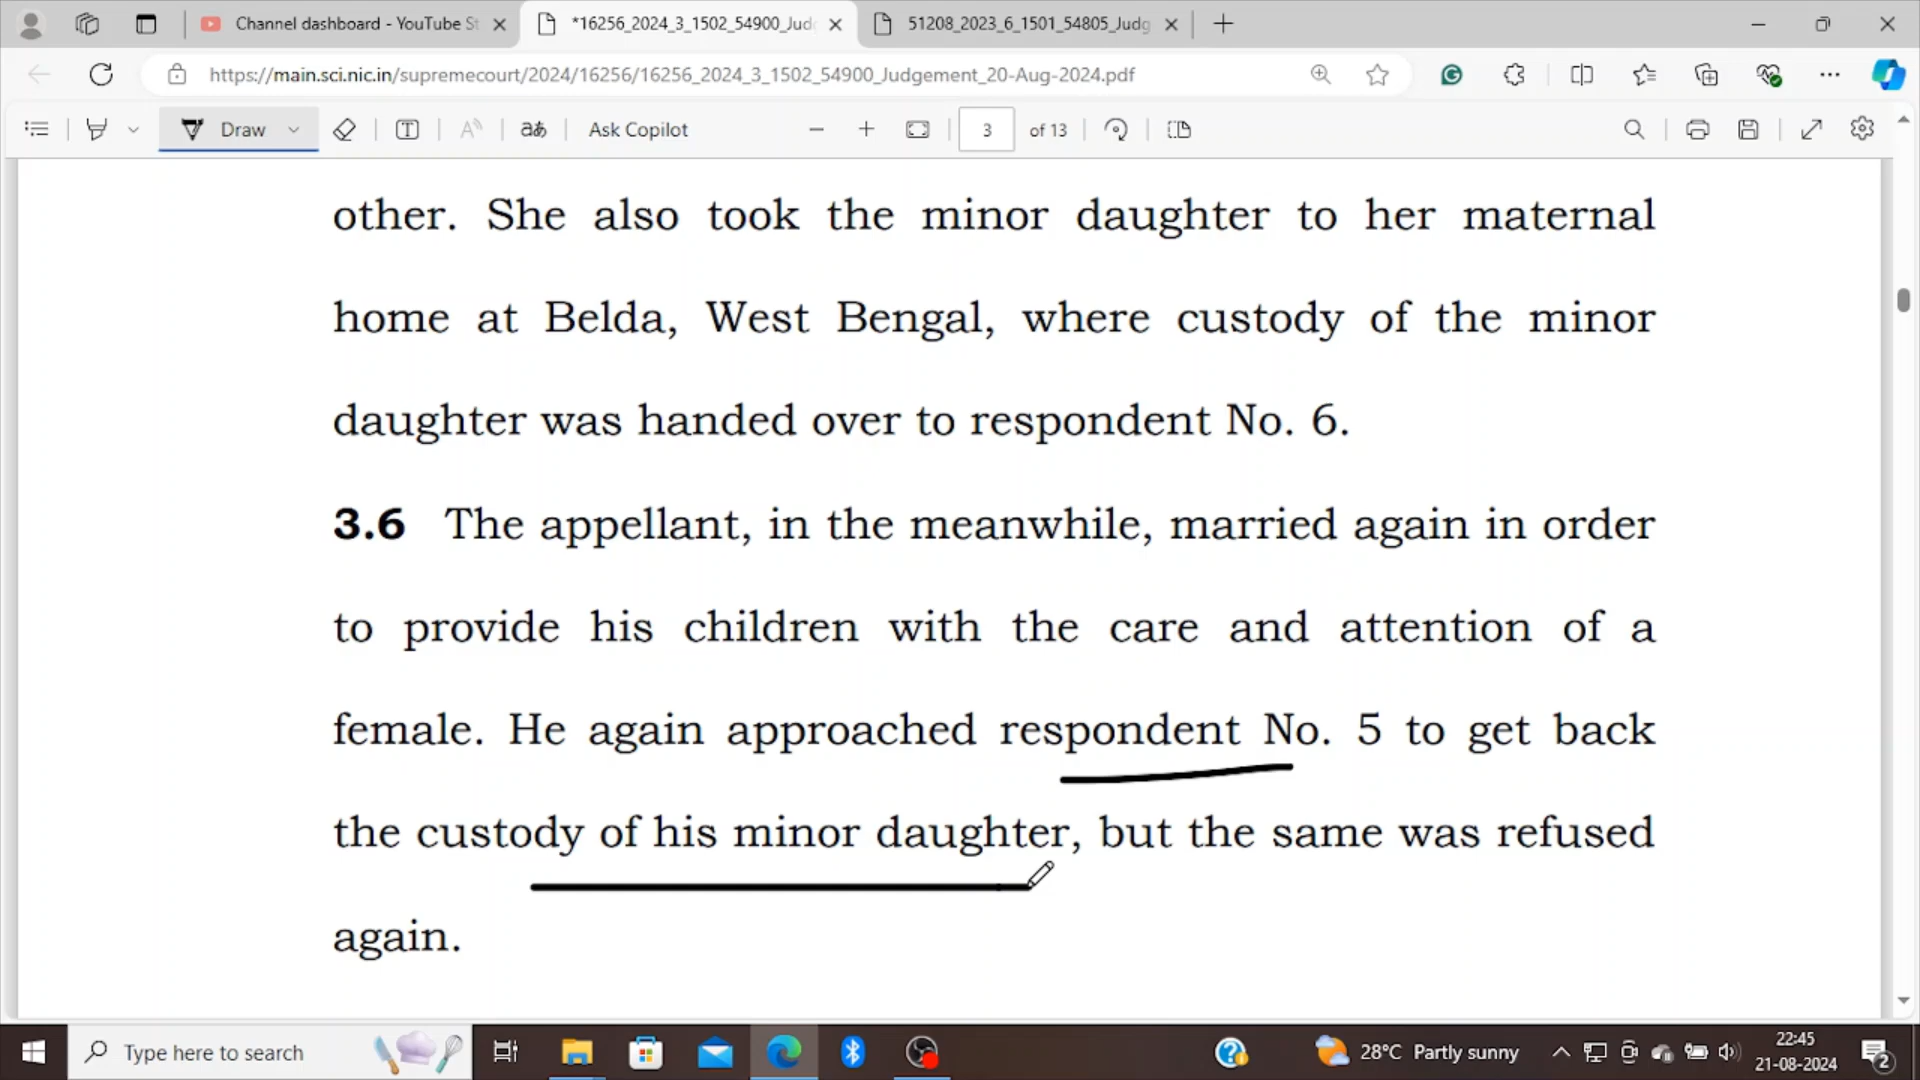 Channel dashboard - YouTube St
*16256_2024_3_1502_54900_Judg
51208_2023_6_1501_54805_Judg
https://main.sci.nic.in/supremecourt/2024/16256/16256_2024_3_1502_54900_Judgement_20-Aug-2024.pdf
Draw
Ask Copilot
3
of 13
other. She also took the minor daughter to her maternal
home at Belda, West Bengal, where custody of the minor
daughter was handed over to respondent No. 6.
3.6 The appellant, in the meanwhile, married again in order
to provide his children with the care and attention of a
female. He again approached respondent No. 5 to get back
the custody of his minor daughter, but the same was refused
again.
Type here to search
28°C Partly sunny
22:45
21-08-2024
2